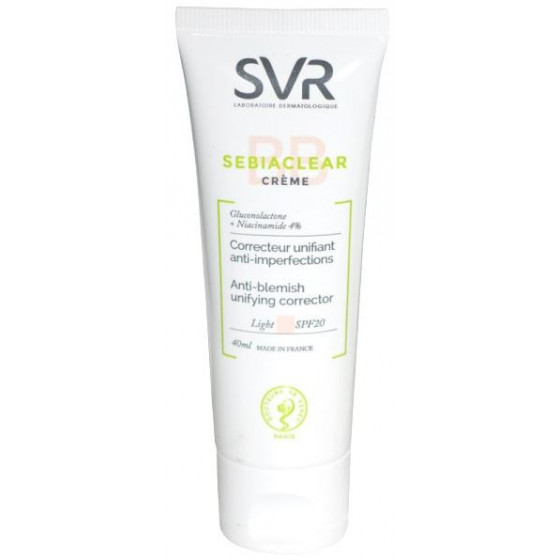 SVR
LABORATOIRE DERMATOLOGIQUE
BB
SEBIACLEAR
CRÈME
Gluconolactone
+ Niacinamide 4%
Correcteur unifiant
anti-imperfections
Anti-blemish
unifying corrector
Light SPF20
40ml MADE IN FRANCE
PARIS